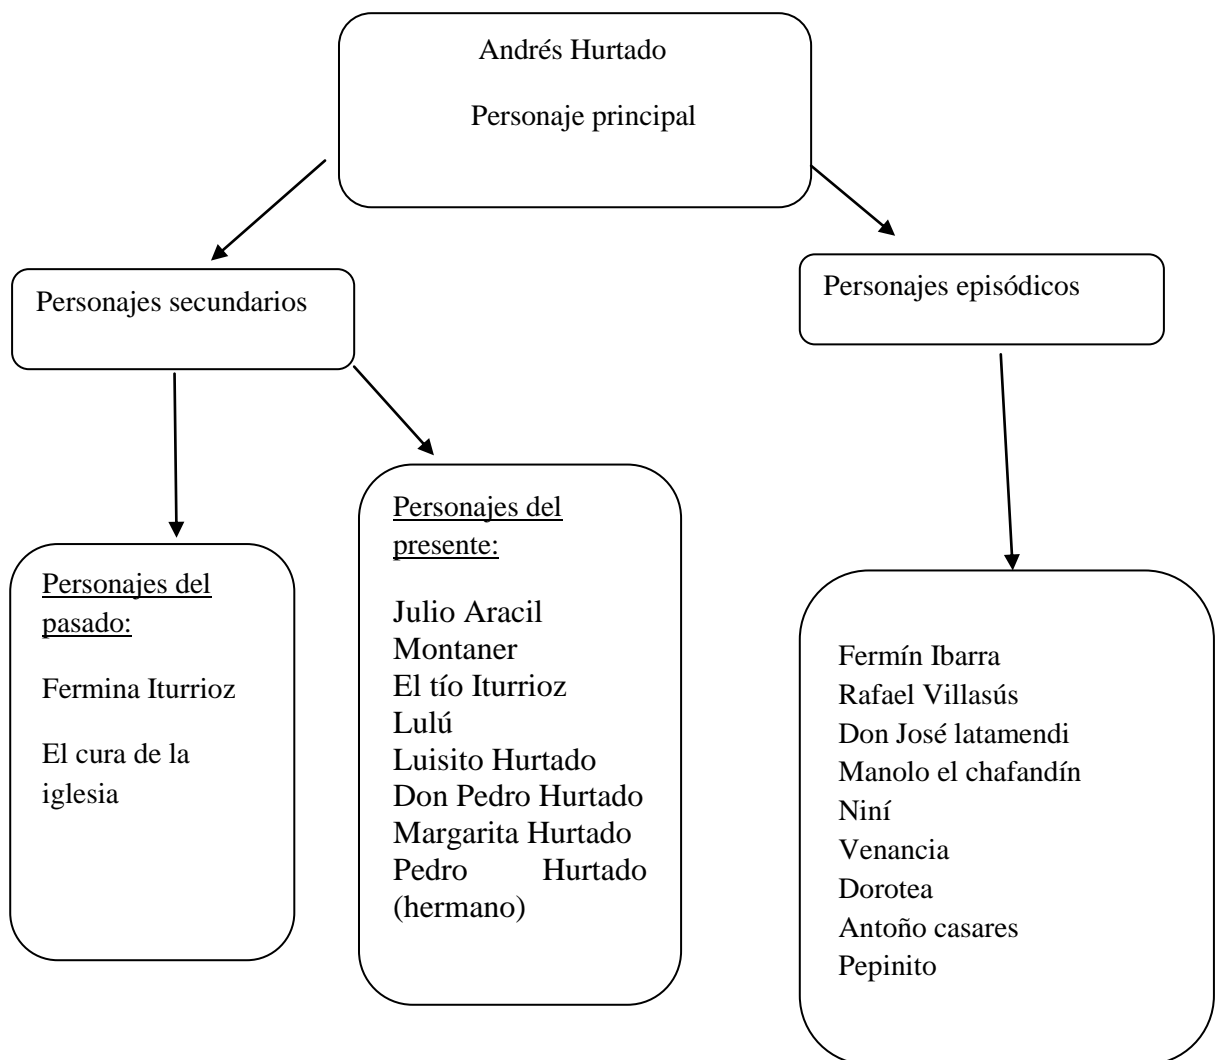 Andrés Hurtado
Personaje principal
Personajes secundarios
Personajes episódicos
Personajes del
pasado:
Fermina Iturrioz
El cura de la
iglesia
Personajes del
presente:
Julio Aracil
Montaner
El tío Iturrioz
Lulú
Luisito Hurtado
Don Pedro Hurtado
Margarita Hurtado
Pedro Hurtado
(hermano)
Fermín Ibarra
Rafael Villasús
Don José latamendi
Manolo el chafandín
Niní
Venancia
Dorotea
Antoño casares
Pepinito